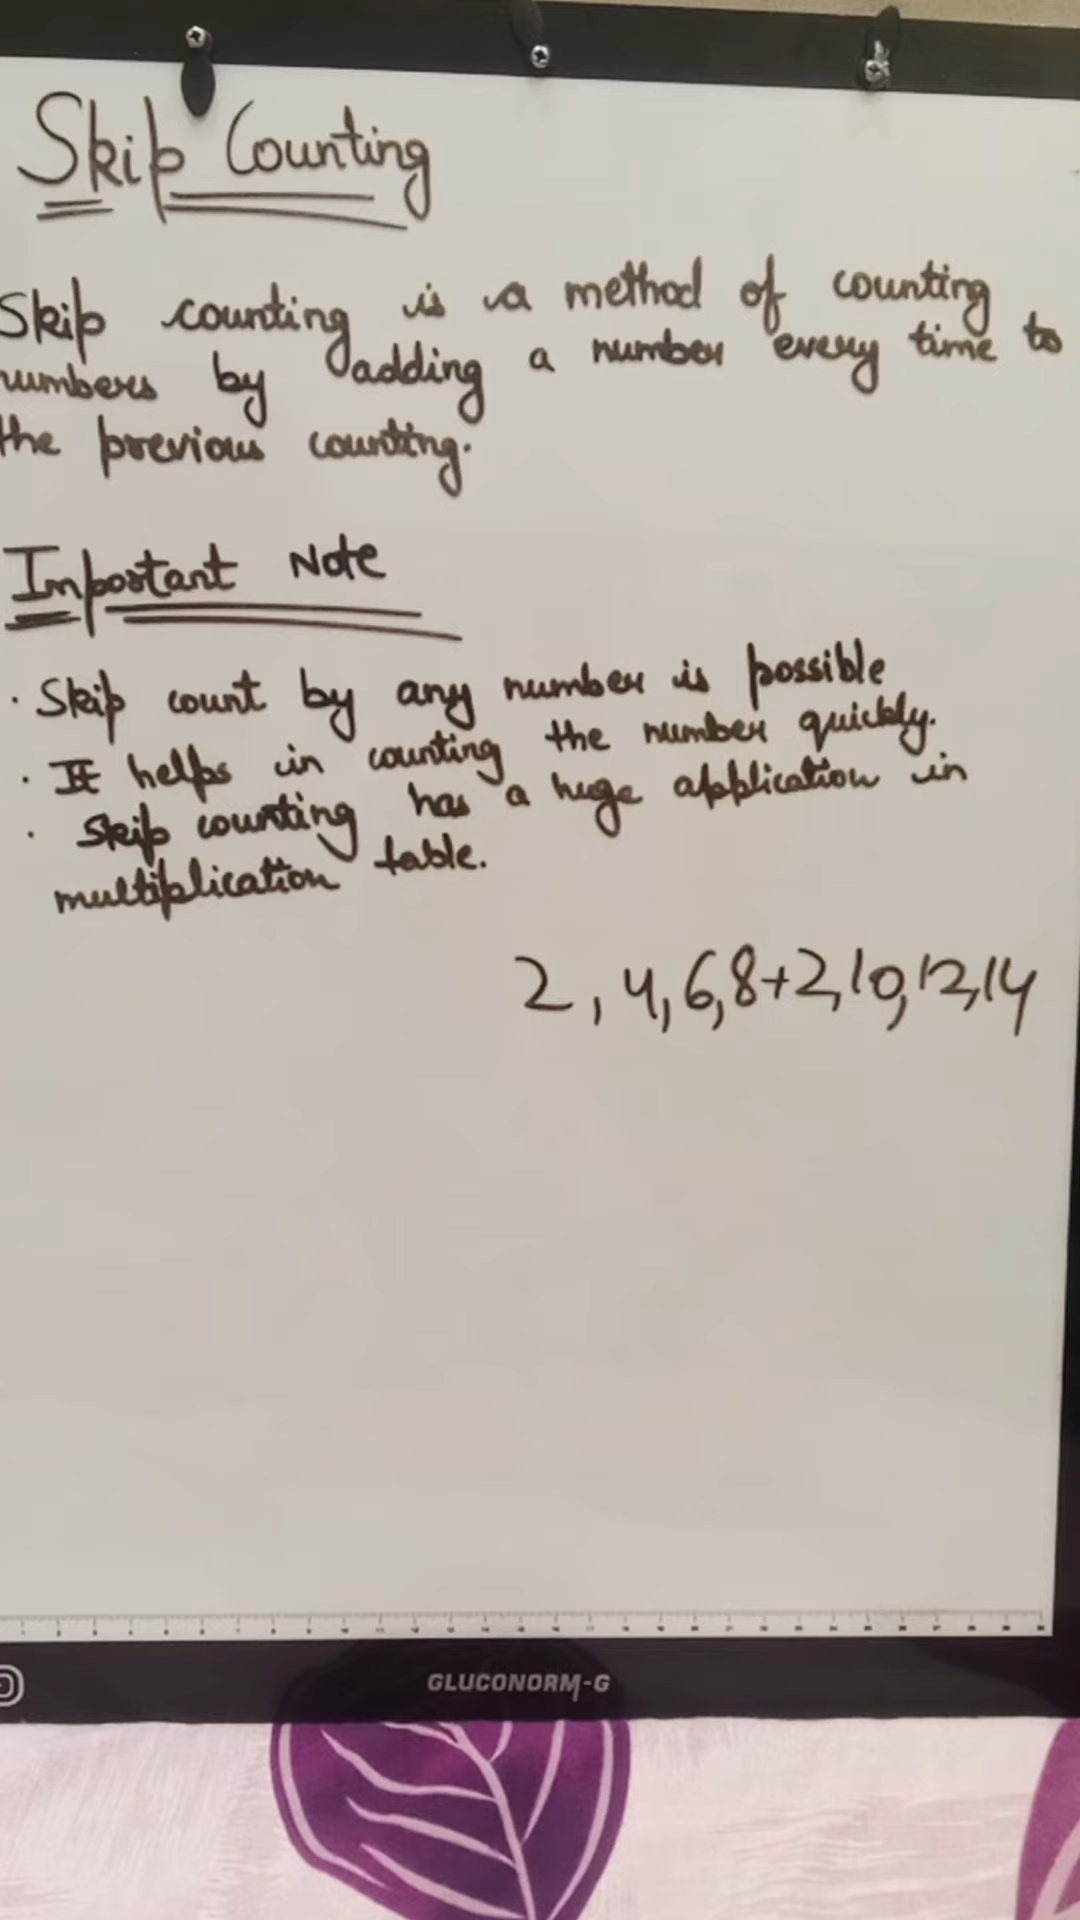 Skip Counting
Skip counting is a method of counting
numbers by adding a number every time to
the previous counting.
Important Note
· Skip count by any number is possible
· It helps in counting the number quickly.
· Skip counting has a huge application in
multiplication table.
2, 4, 6, 8+2, 10, 12, 14
GLUCONORM-G